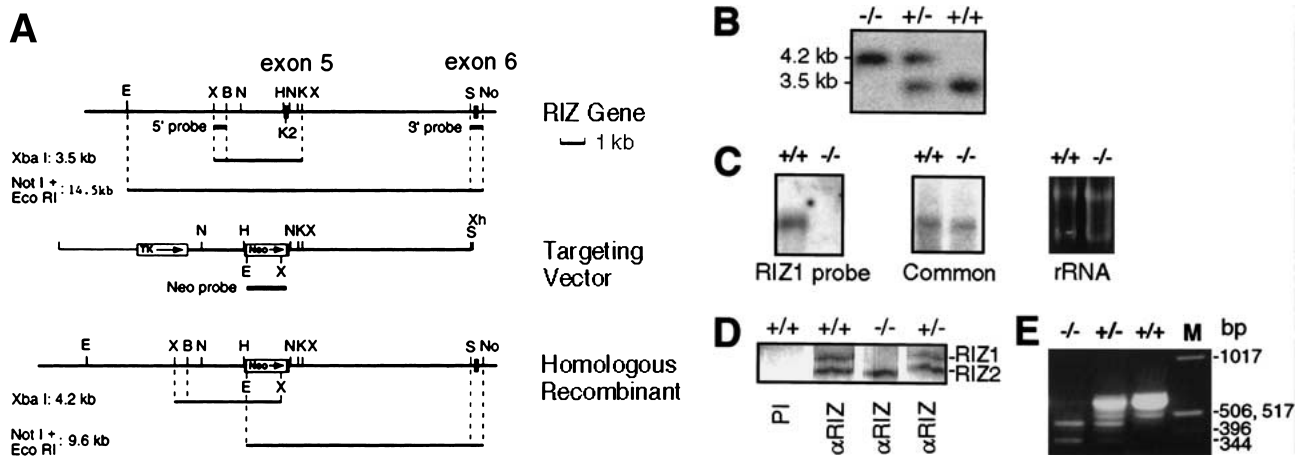 A
exon 5 exon 6
E X B N H N K X S No
5' probe K2 3' probe
RIZ Gene
1 kb
Xba I: 3.5 kb
Not I +
Eco RI : 14.5kb
Xh
N H N K X S
TK Neo
E X
Neo probe
Targeting
Vector
E X B N H N K X S No
Neo
E X
Homologous
Recombinant
Xba I: 4.2 kb
Not I +
Eco RI : 9.6 kb
B
-/- +/- +/+
4.2 kb -
3.5 kb -
C
+/+ -/- +/+ -/- +/+ -/-
RIZ1 probe Common rRNA
D
+/+ +/+ -/- +/-
-RIZ1
-RIZ2
PI αRIZ αRIZ αRIZ
E
-/- +/- +/+ M bp
-1017
-506, 517
-396
-344